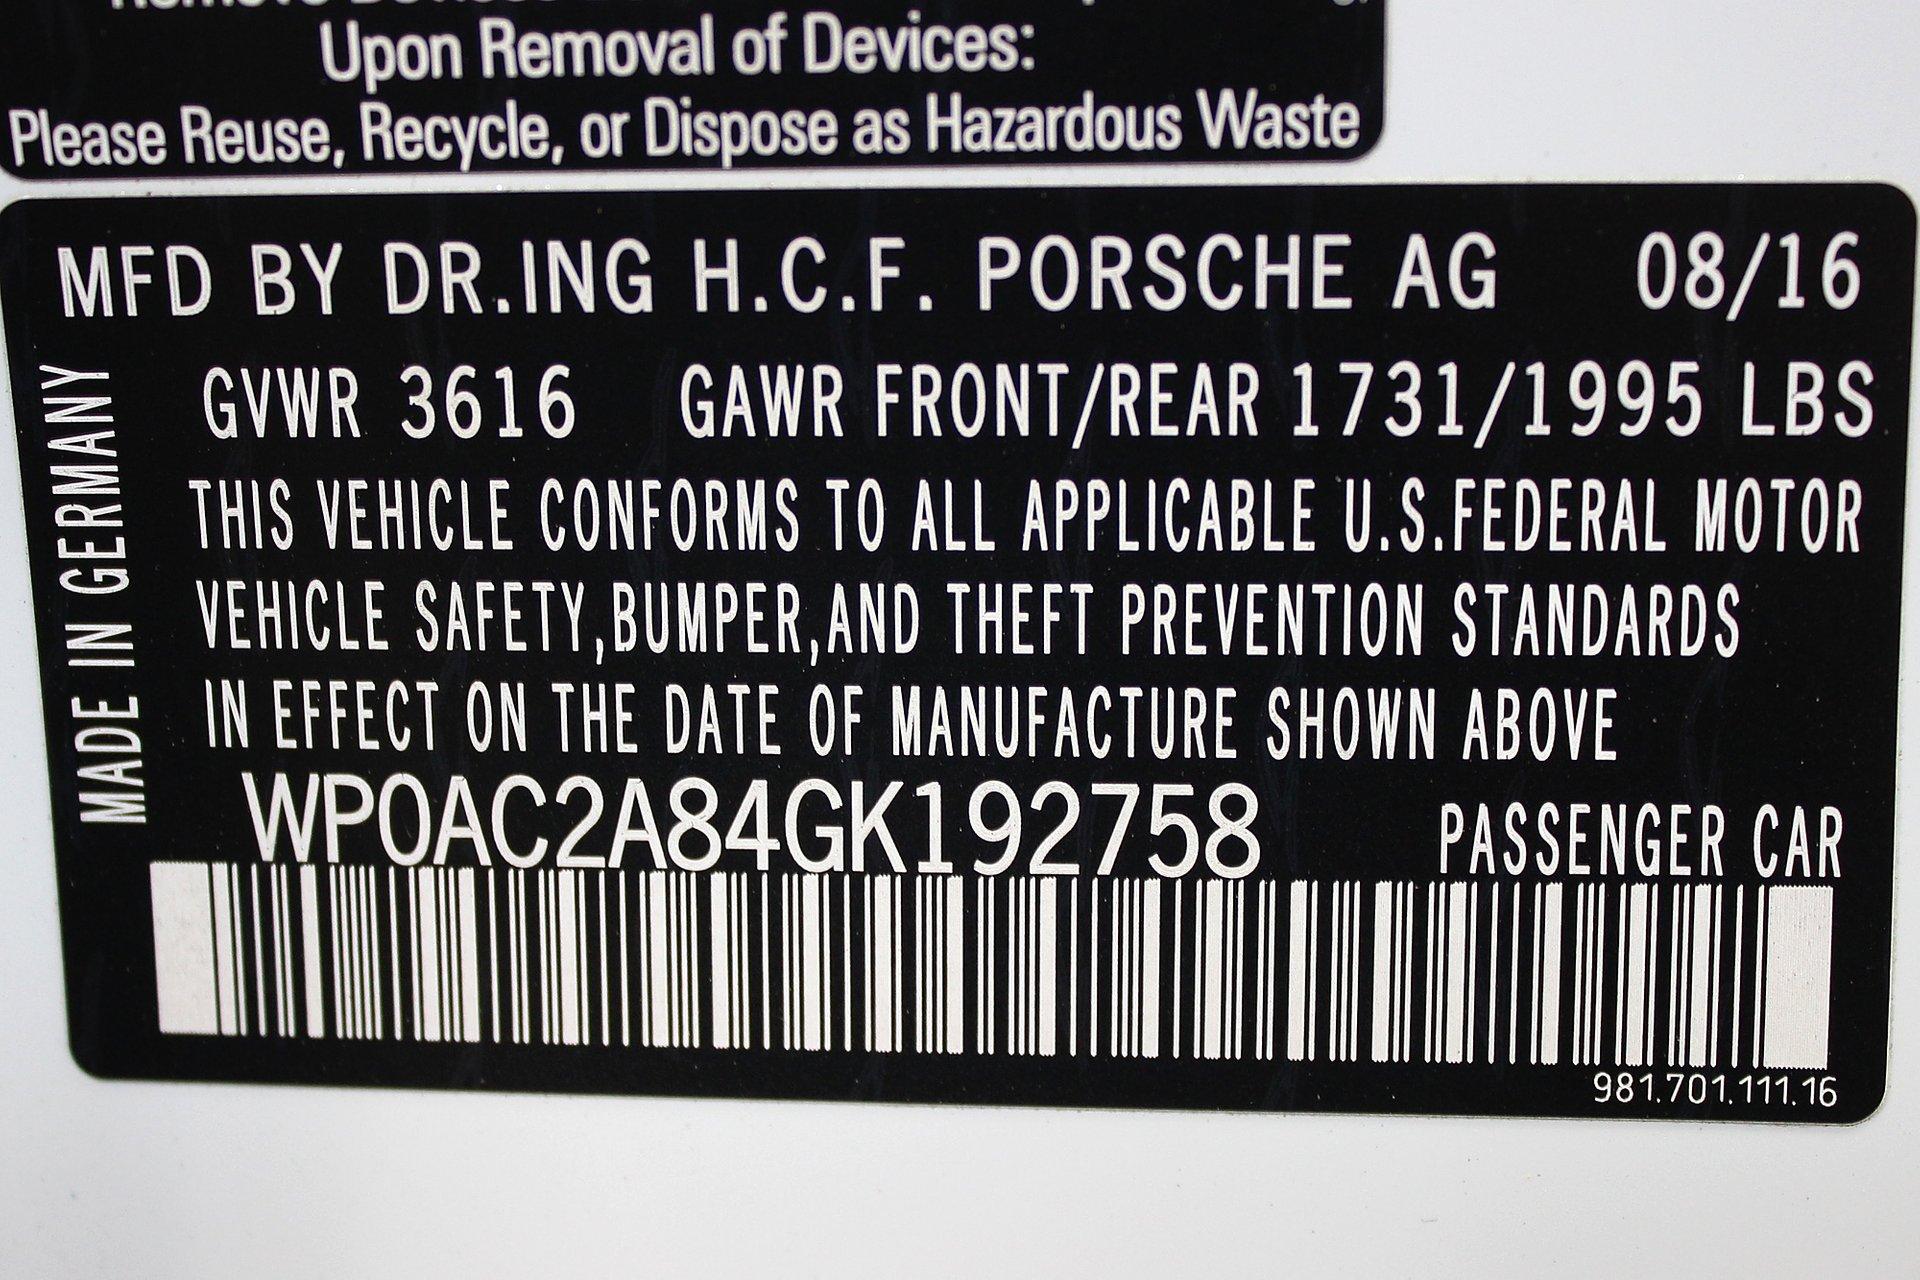 Upon Removal of Devices:
Please Reuse, Recycle, or Dispose as Hazardous Waste
MFD BY DR.ING H.C.F. PORSCHE AG 08/16
GVWR 3616 GAWR FRONT/REAR 1731/1995 LBS
THIS VEHICLE CONFORMS TO ALL APPLICABLE U.S.FEDERAL MOTOR
VEHICLE SAFETY,BUMPER,AND THEFT PREVENTION STANDARDS
IN EFFECT ON THE DATE OF MANUFACTURE SHOWN ABOVE
WP0AC2A84GK192758 PASSENGER CAR
981.701.111.16
MADE IN GERMANY